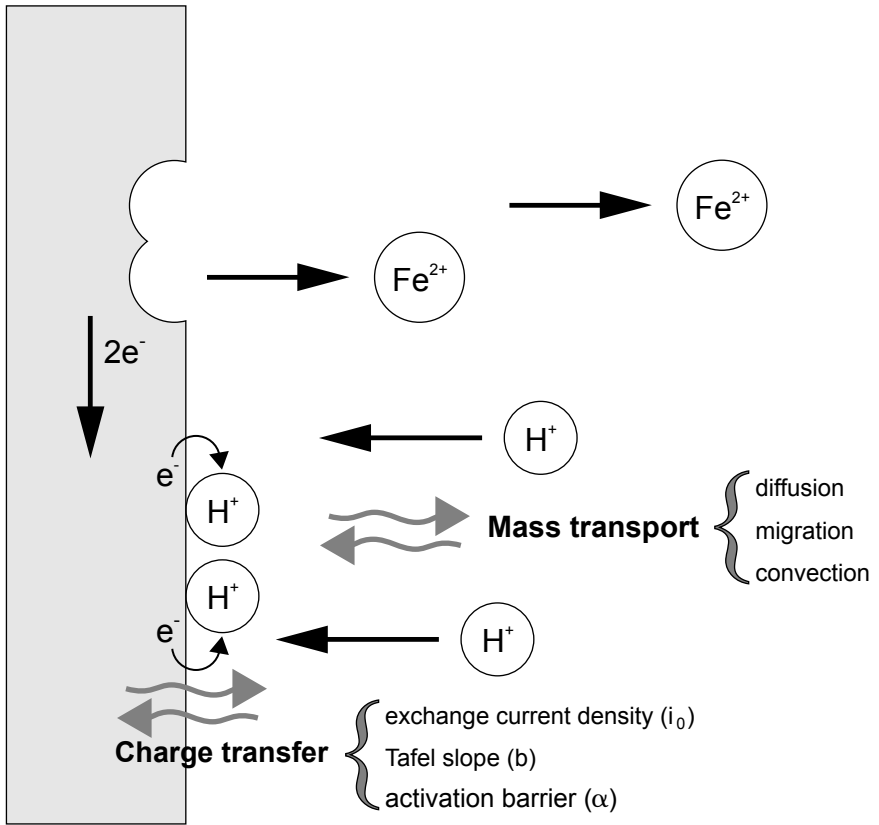 Fe²⁺
Fe²⁺
2e⁻
H⁺
e⁻
H⁺
diffusion
Mass transport
migration
convection
H⁺
e⁻
H⁺
exchange current density (i₀)
Charge transfer
Tafel slope (b)
activation barrier (α)